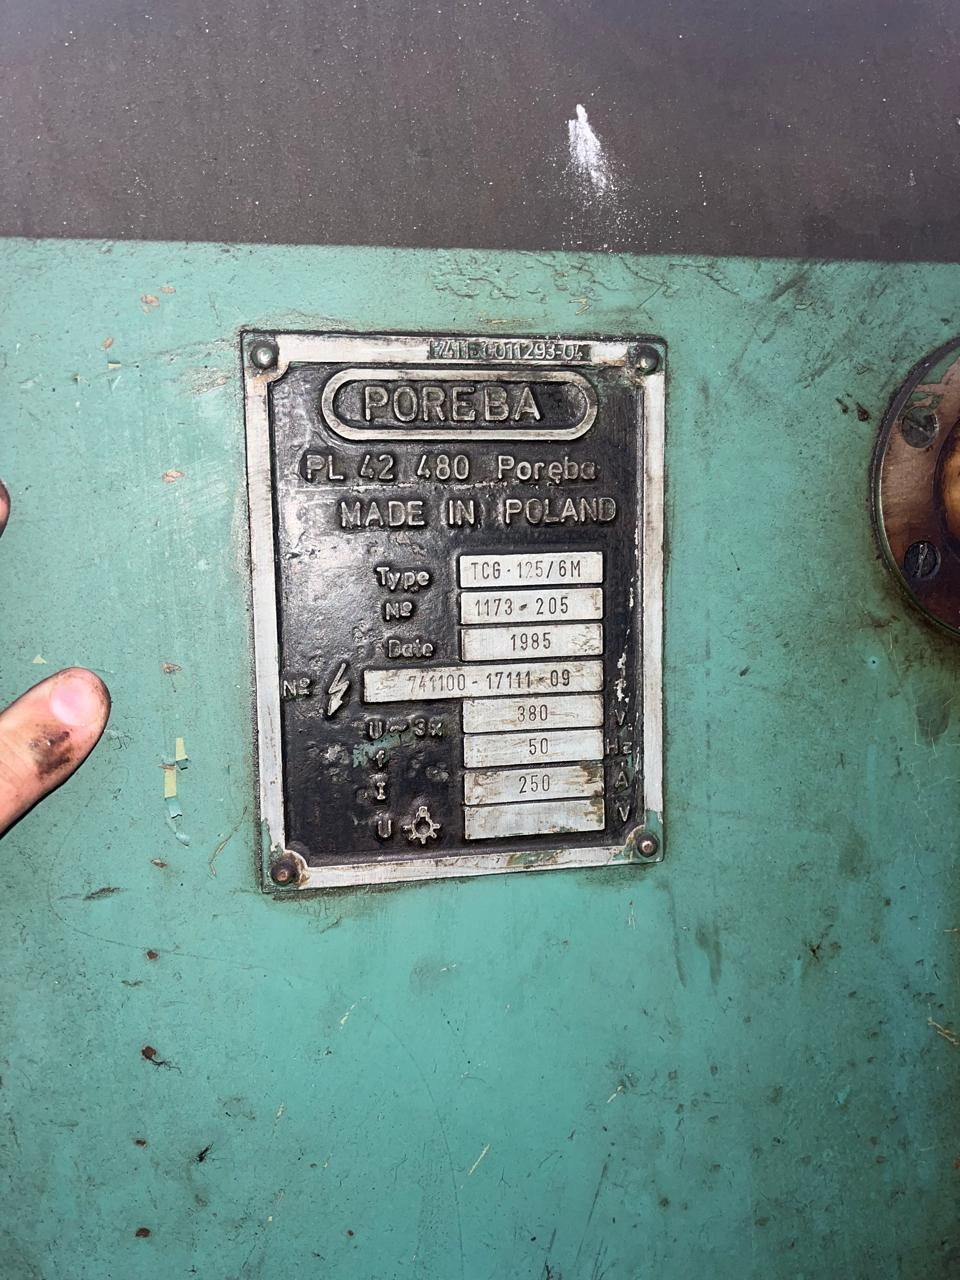 POREBA
PL 42 480 Poręba
MADE IN POLAND
Type TCG-125/6M
Nº 1173-205
Date 1985
Nº 741100-17111-09
U~3x 380 V
f 50 Hz
I 250 A
U V